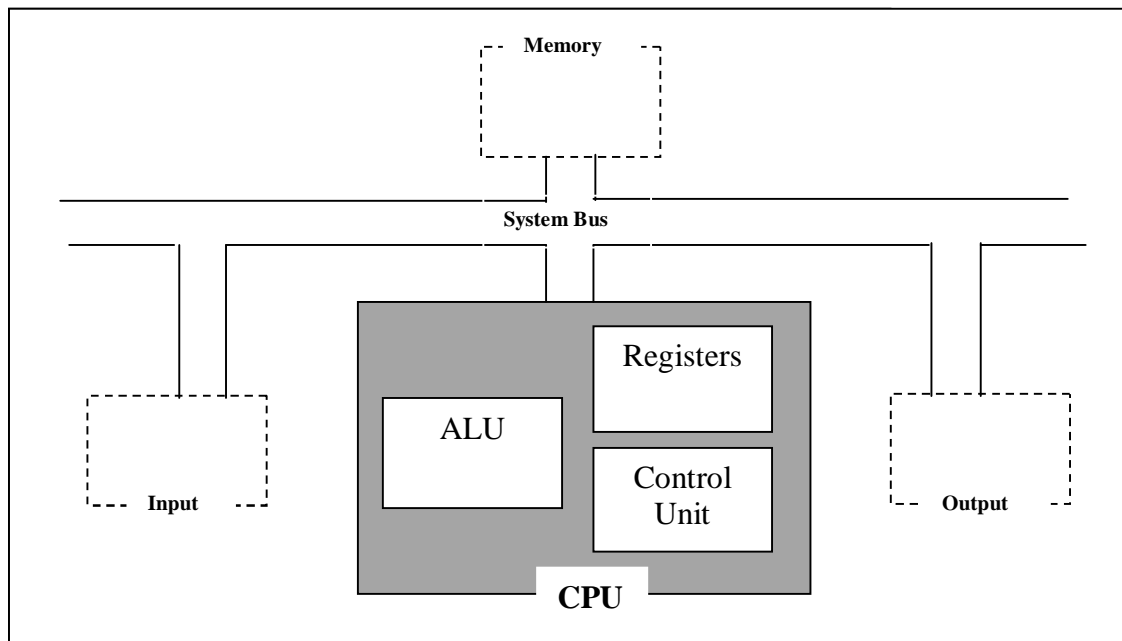 Memory
System Bus
Registers
ALU
Control
Unit
Input
Output
CPU